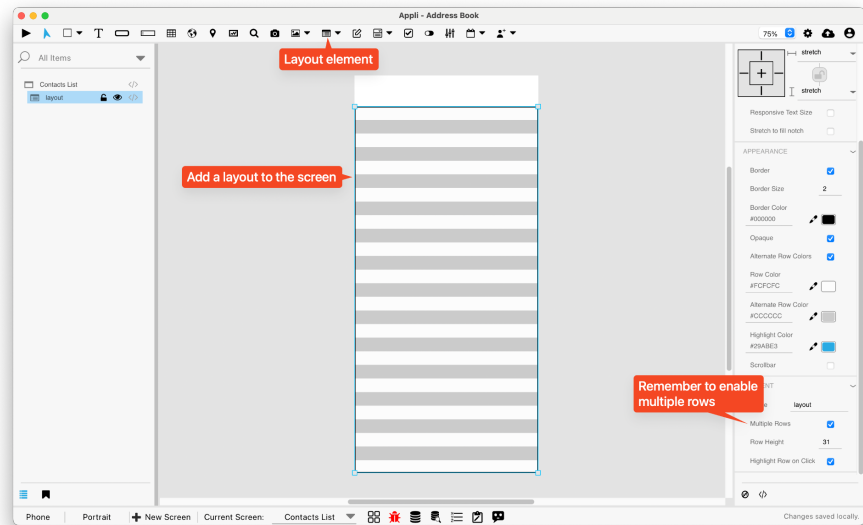 Appli - Address Book
T
75%
Layout element
All Items
Contacts List
layout
Add a layout to the screen
stretch
stretch
Responsive Text Size
Stretch to fill notch
APPEARANCE
Border
Border Size 2
Border Color
#000000
Opaque
Alternate Row Colors
Row Color
#FCFCFC
Alternate Row Color
#CCCCCC
Highlight Color
#29ABE3
Scrollbar
Remember to enable
multiple rows
layout
Multiple Rows
Row Height 31
Highlight Row on Click
Phone Portrait New Screen Current Screen: Contacts List Changes saved locally.